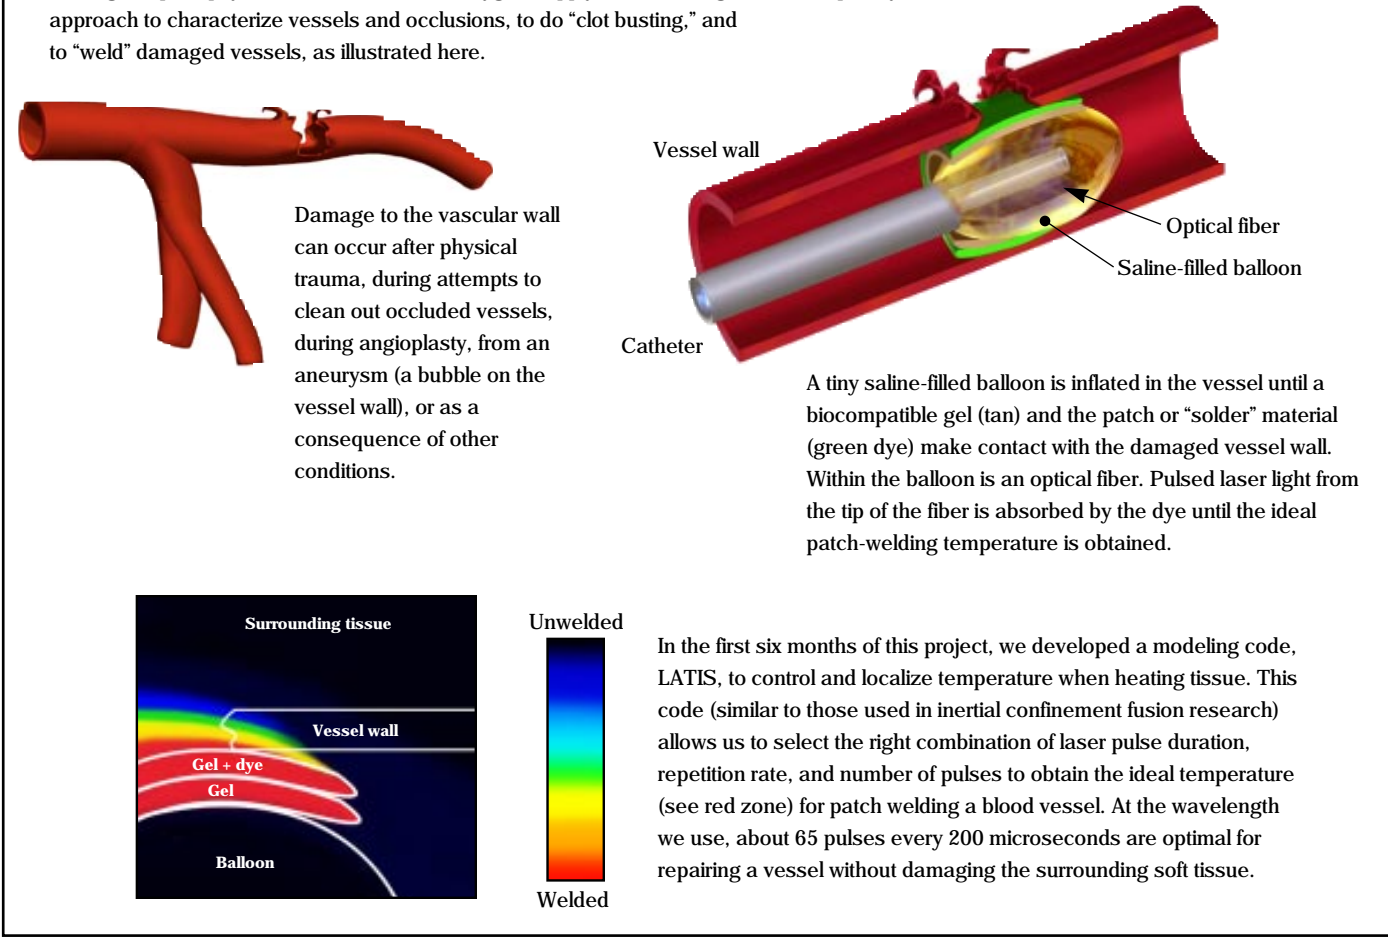 approach to characterize vessels and occlusions, to do “clot busting,” and
to “weld” damaged vessels, as illustrated here.
Vessel wall
Optical fiber
Saline-filled balloon
Catheter
Damage to the vascular wall
can occur after physical
trauma, during attempts to
clean out occluded vessels,
during angioplasty, from an
aneurysm (a bubble on the
vessel wall), or as a
consequence of other
conditions.
A tiny saline-filled balloon is inflated in the vessel until a
biocompatible gel (tan) and the patch or “solder” material
(green dye) make contact with the damaged vessel wall.
Within the balloon is an optical fiber. Pulsed laser light from
the tip of the fiber is absorbed by the dye until the ideal
patch-welding temperature is obtained.
Surrounding tissue
Vessel wall
Gel + dye
Gel
Balloon
Unwelded
Welded
In the first six months of this project, we developed a modeling code,
LATIS, to control and localize temperature when heating tissue. This
code (similar to those used in inertial confinement fusion research)
allows us to select the right combination of laser pulse duration,
repetition rate, and number of pulses to obtain the ideal temperature
(see red zone) for patch welding a blood vessel. At the wavelength
we use, about 65 pulses every 200 microseconds are optimal for
repairing a vessel without damaging the surrounding soft tissue.